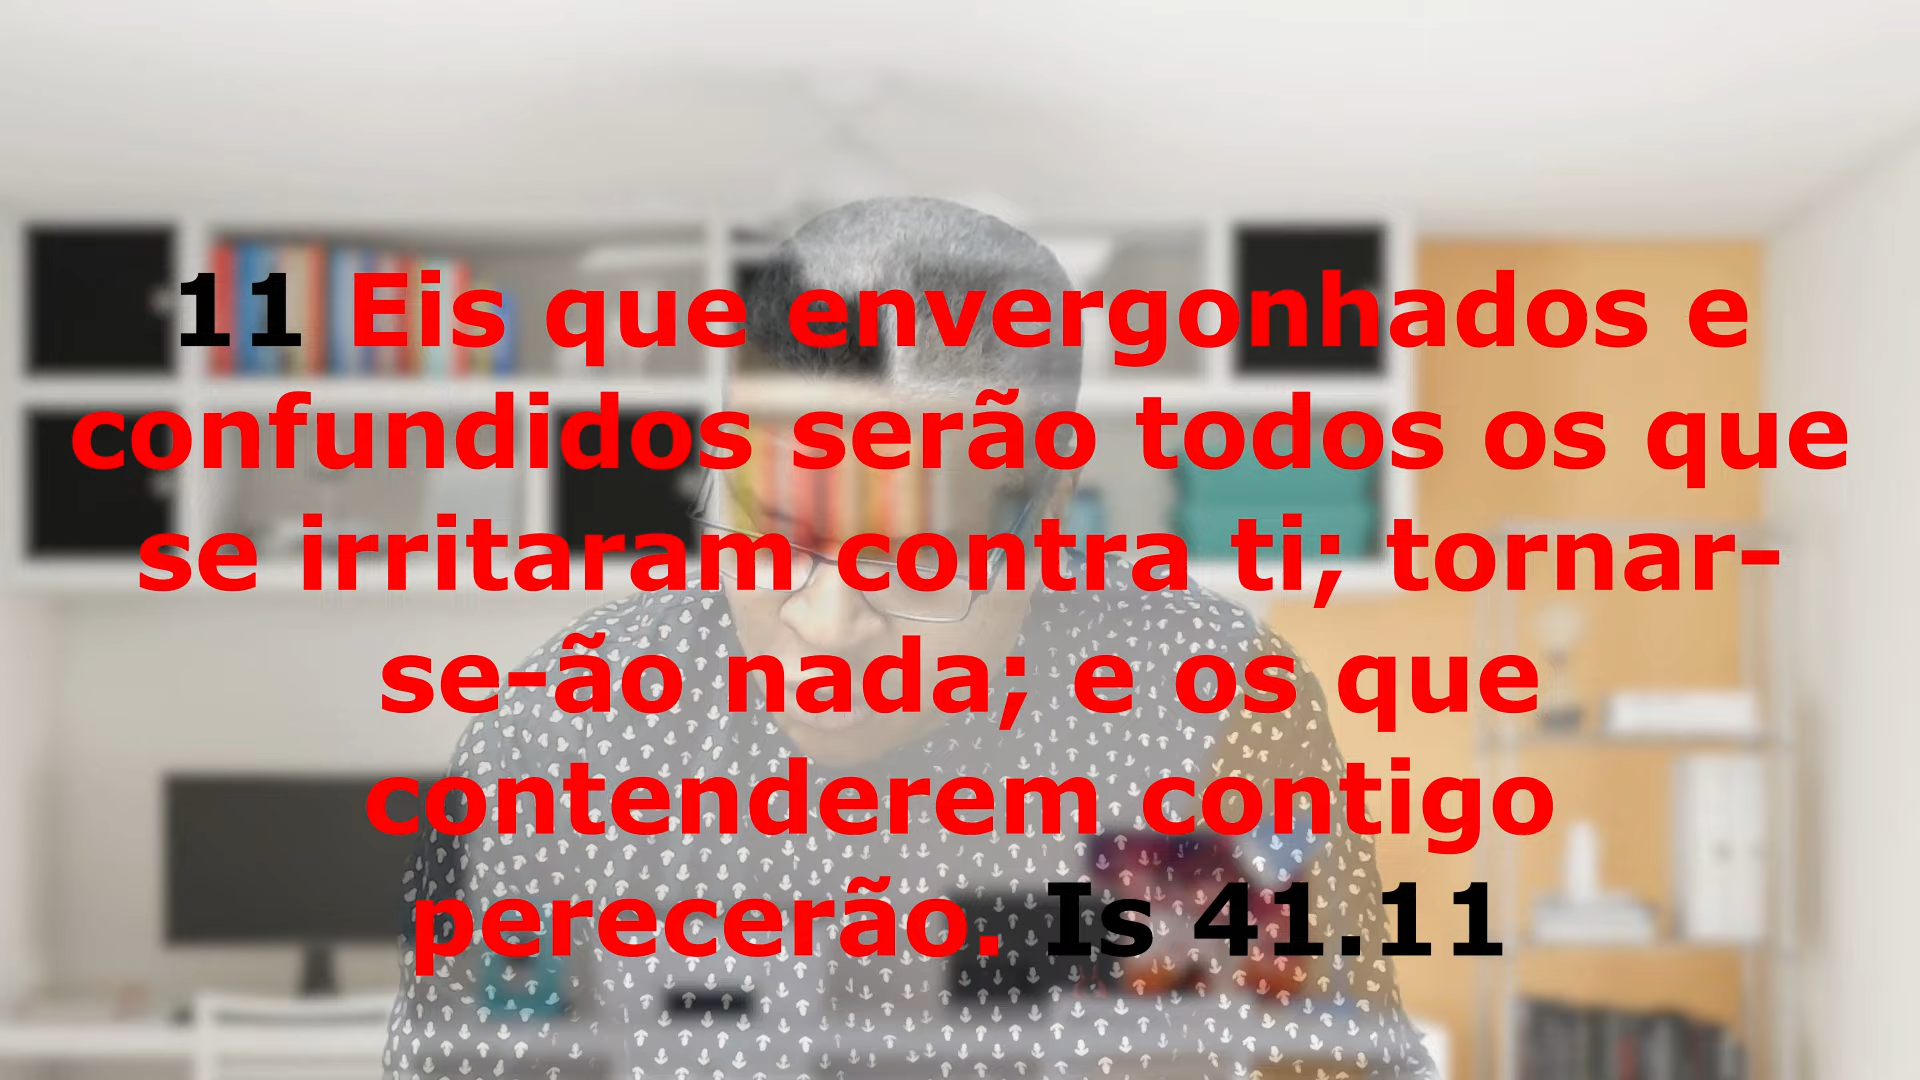 11 Eis que envergonhados e
confundidos serão todos os que
se irritaram contra ti; tornar-
se-ão nada; e os que
contenderem contigo
perecerão. Is 41.11